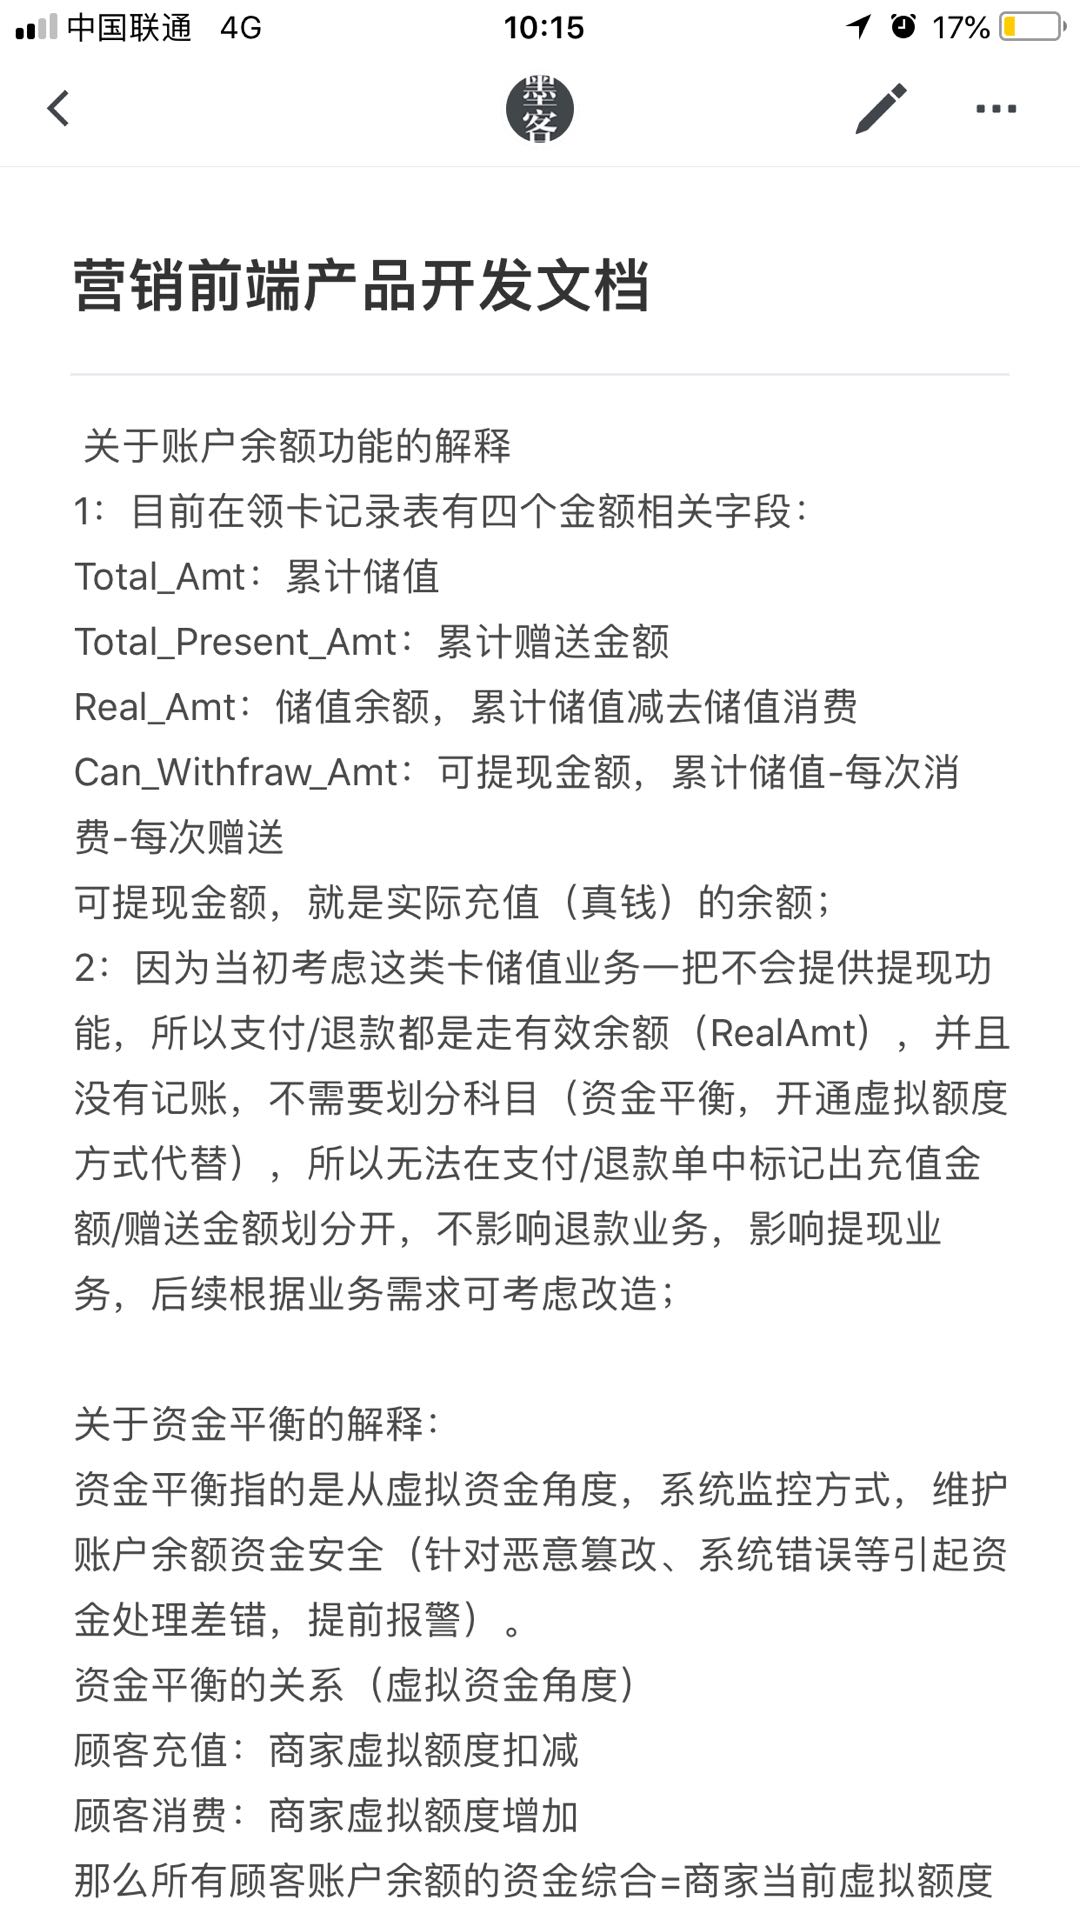 中国联通 4G 10:15 17%
墨客
营销前端产品开发文档
关于账户余额功能的解释
1：目前在领卡记录表有四个金额相关字段：
Total_Amt：累计储值
Total_Present_Amt：累计赠送金额
Real_Amt：储值余额，累计储值减去储值消费
Can_Withfraw_Amt：可提现金额，累计储值-每次消
费-每次赠送
可提现金额，就是实际充值（真钱）的余额；
2：因为当初考虑这类卡储值业务一把不会提供提现功
能，所以支付/退款都是走有效余额（RealAmt），并且
没有记账，不需要划分科目（资金平衡，开通虚拟额度
方式代替），所以无法在支付/退款单中标记出充值金
额/赠送金额划分开，不影响退款业务，影响提现业
务，后续根据业务需求可考虑改造；
关于资金平衡的解释：
资金平衡指的是从虚拟资金角度，系统监控方式，维护
账户余额资金安全（针对恶意篡改、系统错误等引起资
金处理差错，提前报警）。
资金平衡的关系（虚拟资金角度）
顾客充值：商家虚拟额度扣减
顾客消费：商家虚拟额度增加
那么所有顾客账户余额的资金综合=商家当前虚拟额度